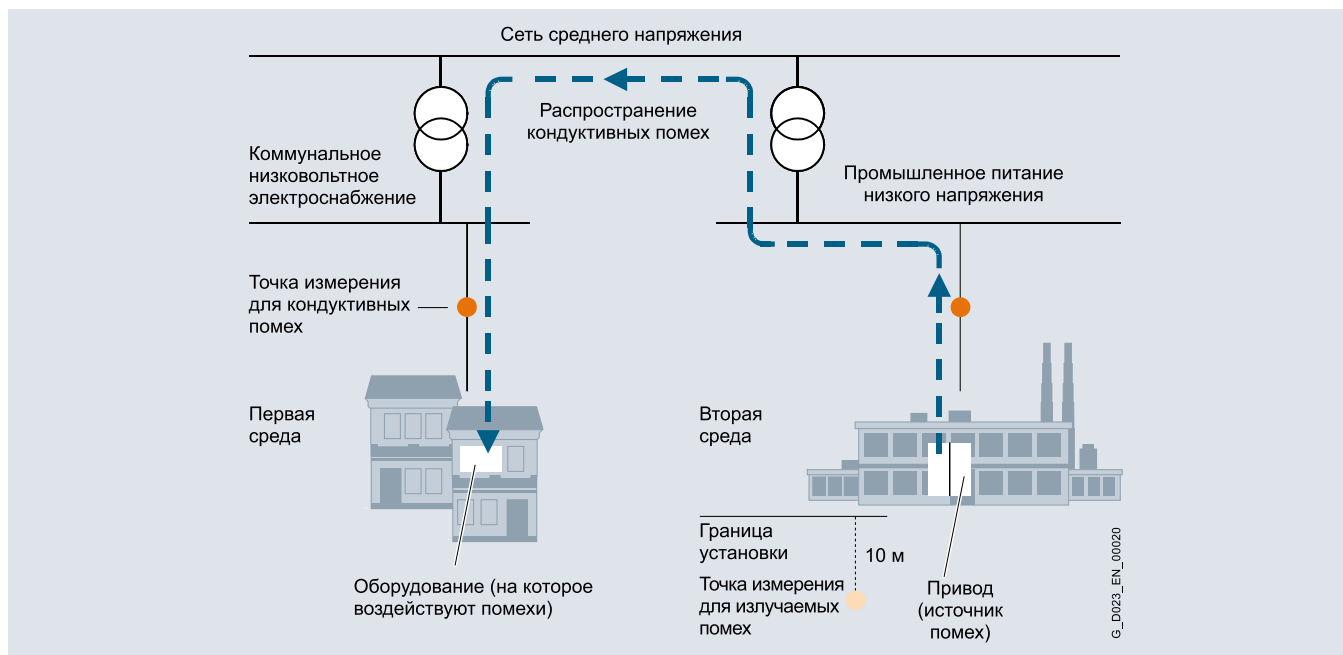 Сеть среднего напряжения
Распространение
кондуктивных помех
Коммунальное
низковольтное
электроснабжение
Промышленное питание
низкого напряжения
Точка измерения
для кондуктивных
помех
Первая
среда
Вторая
среда
Оборудование (на которое
воздействуют помехи)
Граница
установки
10 м
Точка измерения
для излучаемых
помех
Привод
(источник
помех)
G_D023_EN_00020